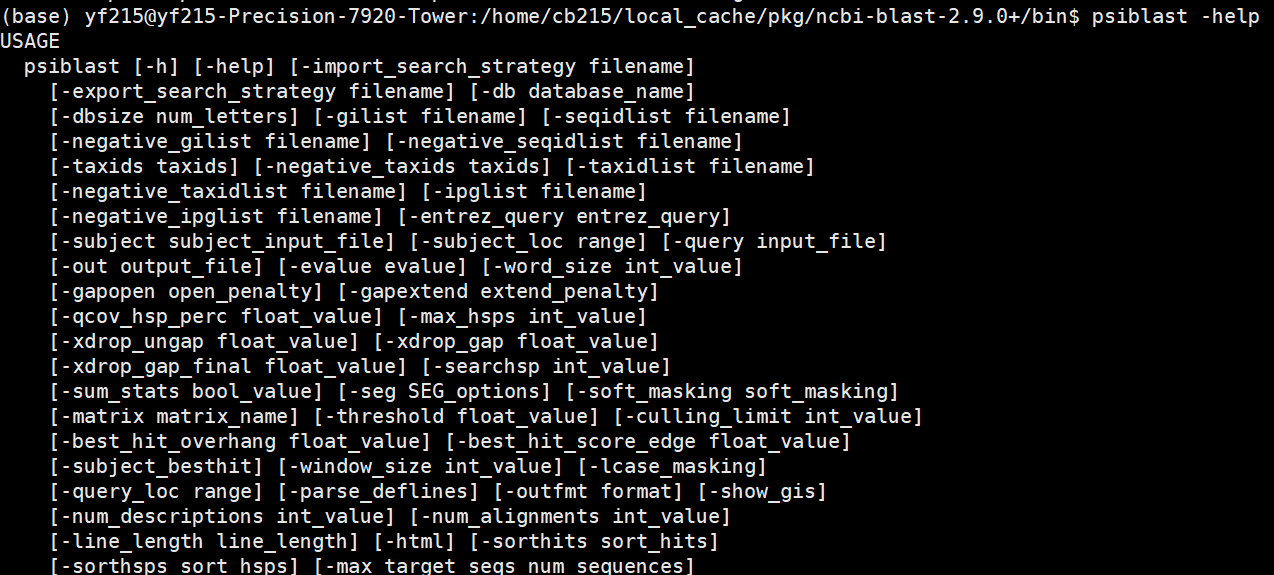 (base) yf215@yf215-Precision-7920-Tower:/home/cb215/local_cache/pkg/ncbi-blast-2.9.0+/bin$ psiblast -help
USAGE
  psiblast [-h] [-help] [-import_search_strategy filename]
    [-export_search_strategy filename] [-db database_name]
    [-dbsize num_letters] [-gilist filename] [-seqidlist filename]
    [-negative_gilist filename] [-negative_seqidlist filename]
    [-taxids taxids] [-negative_taxids taxids] [-taxidlist filename]
    [-negative_taxidlist filename] [-ipglist filename]
    [-negative_ipglist filename] [-entrez_query entrez_query]
    [-subject subject_input_file] [-subject_loc range] [-query input_file]
    [-out output_file] [-evalue evalue] [-word_size int_value]
    [-gapopen open_penalty] [-gapextend extend_penalty]
    [-qcov_hsp_perc float_value] [-max_hsps int_value]
    [-xdrop_ungap float_value] [-xdrop_gap float_value]
    [-xdrop_gap_final float_value] [-searchsp int_value]
    [-sum_stats bool_value] [-seg SEG_options] [-soft_masking soft_masking]
    [-matrix matrix_name] [-threshold float_value] [-culling_limit int_value]
    [-best_hit_overhang float_value] [-best_hit_score_edge float_value]
    [-subject_besthit] [-window_size int_value] [-lcase_masking]
    [-query_loc range] [-parse_deflines] [-outfmt format] [-show_gis]
    [-num_descriptions int_value] [-num_alignments int_value]
    [-line_length line_length] [-html] [-sorthits sort_hits]
    [-sorthsps sort_hsps] [-max_target_seqs num_sequences]